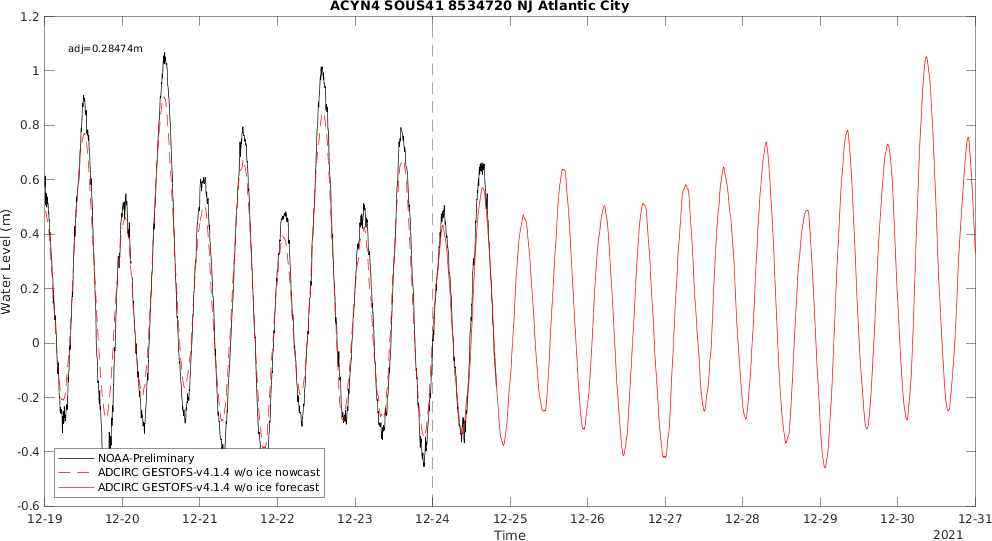 ACYN4 SOUS41 8534720 NJ Atlantic City
adj=0.28474m
Water Level (m)
1.2
1
0.8
0.6
0.4
0.2
0
-0.2
-0.4
-0.6
NOAA-Preliminary
ADCIRC GESTOFS-v4.1.4 w/o ice nowcast
ADCIRC GESTOFS-v4.1.4 w/o ice forecast
12-19 12-20 12-21 12-22 12-23 12-24 12-25 12-26 12-27 12-28 12-29 12-30 12-31
Time
2021